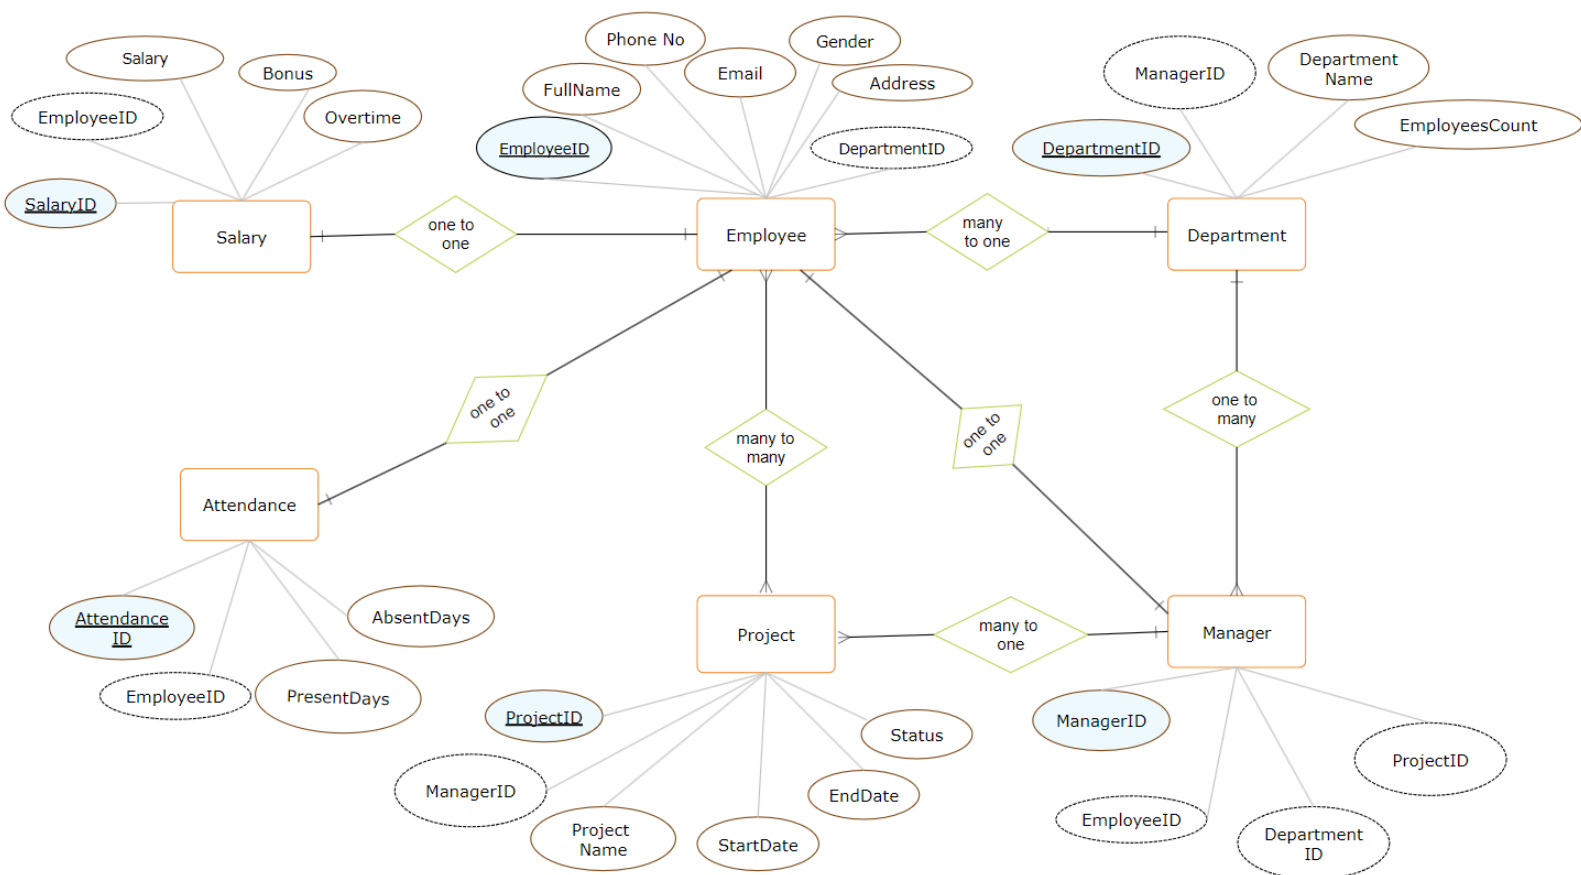 Salary
Bonus
EmployeeID
Overtime
SalaryID
Salary
Phone No
Gender
Email
FullName
Address
EmployeeID
DepartmentID
Employee
ManagerID
Department
Name
EmployeesCount
DepartmentID
Department
one to
one
many
to one
one to
one
many to
many
one to
one
one to
many
Attendance
Attendance
ID
AbsentDays
EmployeeID
PresentDays
Project
many to
one
Manager
ProjectID
Status
ManagerID
EndDate
Project
Name
StartDate
ManagerID
ProjectID
EmployeeID
Department
ID